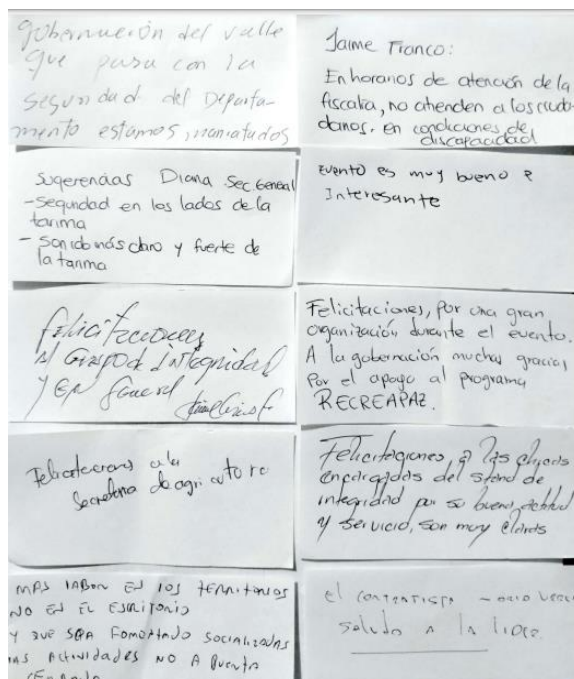 gobernación del valle
que pasa con la
seguridad del Departa-
mento estamos, maniatados
Jaime Franco:
En horarios de atención de la
fiscalia, no atienden a los ciuda-
danos. en condiciones de
discapacidad
Sugerencias Diana Sec. General
- Seguridad en los lados de la
tarima
- Sonido más claro y fuerte de
la tarima
Evento es muy bueno e
Interesante
Felicitaciones
al Grupo de Integridad
y en General
Felicitaciones, por una gran
organización durante el evento.
A la gobernación muchas gracias
Por el apoyo al programa
RECREAPAZ.
Felicitaciones a la
Secretaria de agricultura
Felicitaciones a las chicas
encargadas del stand de
integridad por su buena actitud
y servicio, son muy
MAS LABOR EN LOS TERRITORIOS
NO EN EL ESCRITORIO
Y QUE SEA Fomentado Socializadas
LAS ACTIVIDADES NO A Puerta
el contratista
saludo a la lider